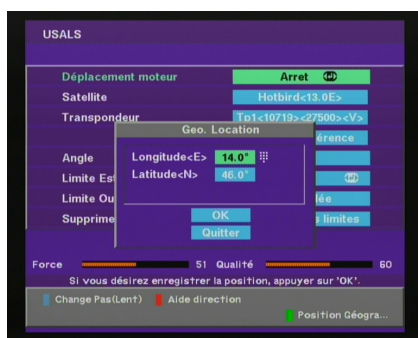 USALS
Déplacement moteur Arret
Satellite Hotbird<13.0E>
Transpondeur Tp1<10719><27500><V>
Geo. Location
érence
Longitude<E> 14.0°
Angle
Latitude<N> 46.0°
Limite Es
Limite Ou lée
OK
Supprime s limites
Quitter
Force 51 Qualité 60
Si vous désirez enregistrer la position, appuyer sur 'OK'.
Change Pas(Lent) Aide direction
Position Géogra...